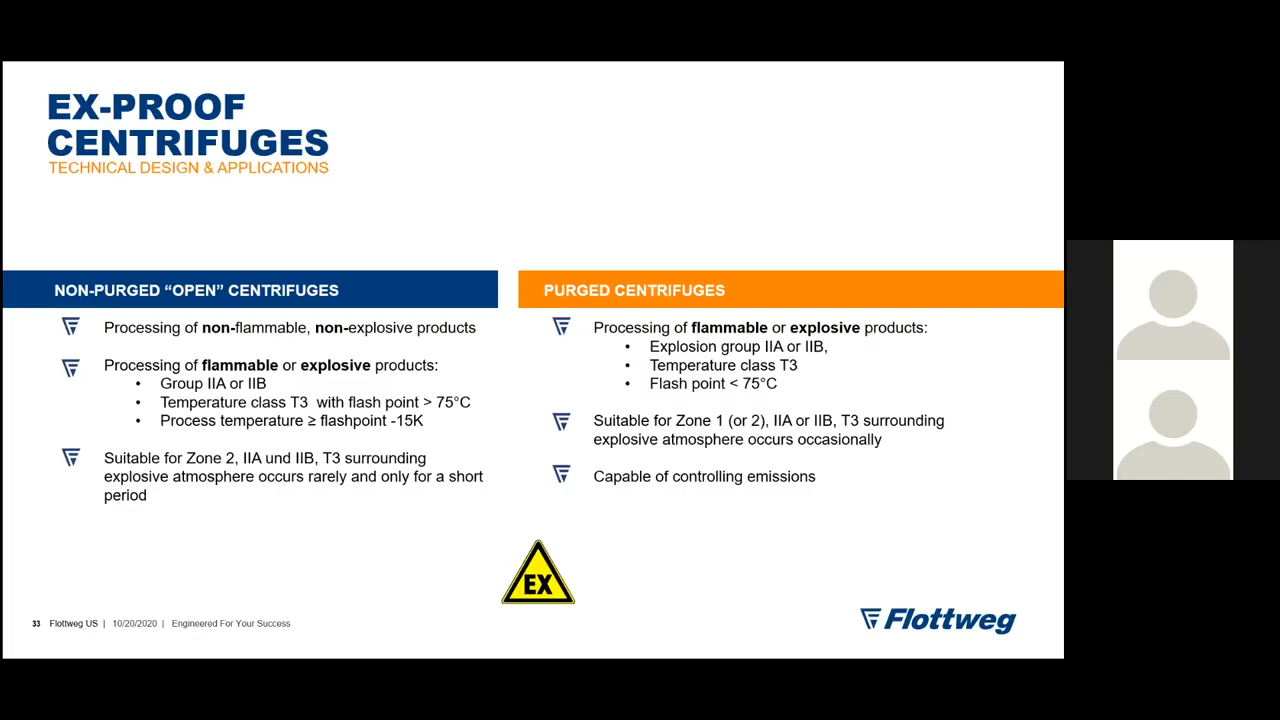 EX-PROOF
CENTRIFUGES
TECHNICAL DESIGN & APPLICATIONS
NON-PURGED “OPEN” CENTRIFUGES
Processing of non-flammable, non-explosive products
Processing of flammable or explosive products:
• Group IIA or IIB
• Temperature class T3 with flash point > 75°C
• Process temperature ≥ flashpoint -15K
Suitable for Zone 2, IIA und IIB, T3 surrounding
explosive atmosphere occurs rarely and only for a short
period
PURGED CENTRIFUGES
Processing of flammable or explosive products:
• Explosion group IIA or IIB,
• Temperature class T3
• Flash point < 75°C
Suitable for Zone 1 (or 2), IIA or IIB, T3 surrounding
explosive atmosphere occurs occasionally
Capable of controlling emissions
EX
33 Flottweg US | 10/20/2020 | Engineered For Your Success
Flottweg